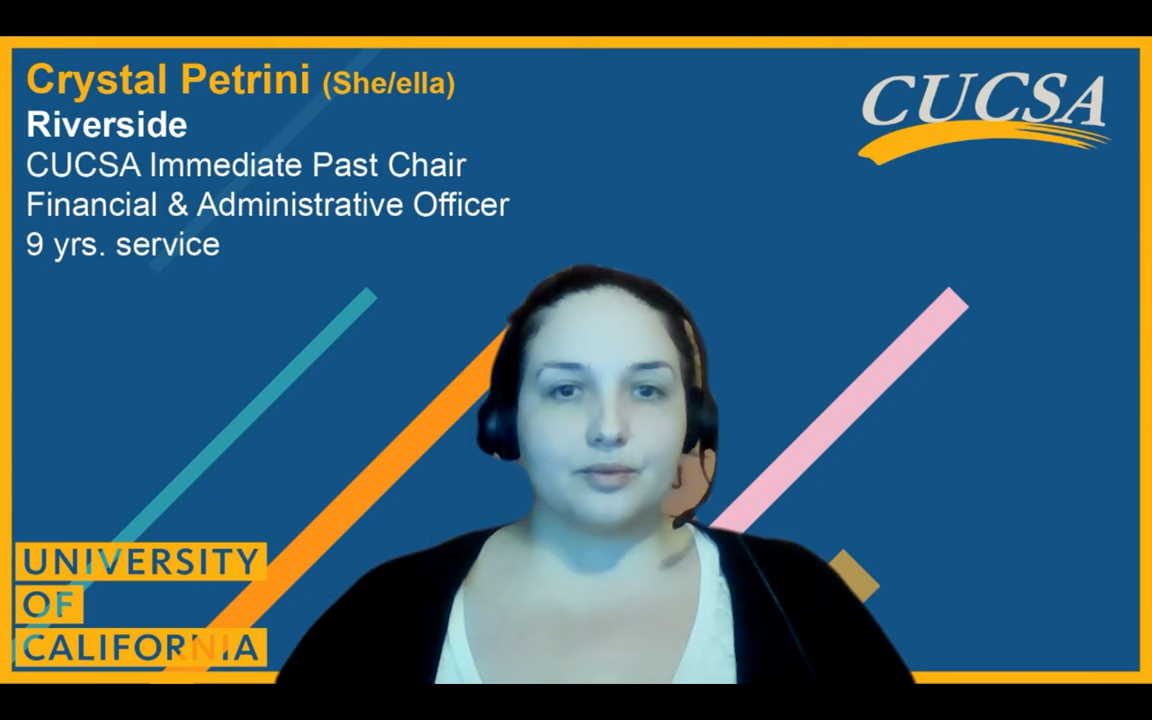 Crystal Petrini (She/ella)
Riverside
CUCSA Immediate Past Chair
Financial & Administrative Officer
9 yrs. service
CUCSA
UNIVERSITY
OF
CALIFORNIA